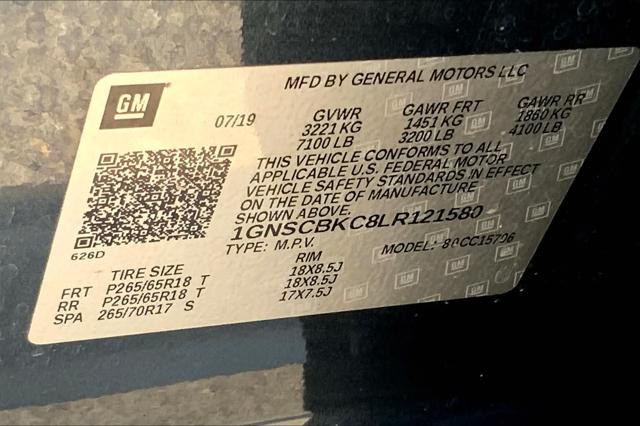 GM
MFD BY GENERAL MOTORS LLC
07/19 GVWR GAWR FRT GAWR RR
3221 KG 1451 KG 1860 KG
7100 LB 3200 LB 4100 LB
THIS VEHICLE CONFORMS TO ALL
APPLICABLE U.S. FEDERAL MOTOR
VEHICLE SAFETY STANDARDS IN EFFECT
ON THE DATE OF MANUFACTURE
SHOWN ABOVE.
1GNSCBKC8LR121580
626D
TYPE: M.P.V. MODEL:
TIRE SIZE RIM
FRT P265/65R18 T 18X8.5J
RR P265/65R18 T 18X8.5J
SPA 265/70R17 S 17X7.5J